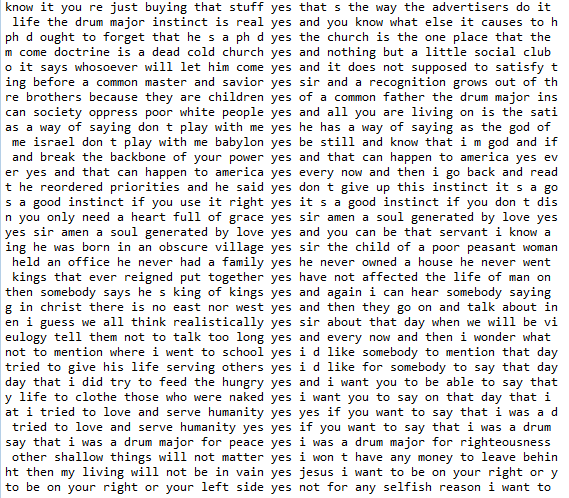 know it you re just buying that stuff yes that s the way the advertisers do it
life the drum major instinct is real yes and you know what else it causes to h
ph d ought to forget that he s a ph d yes the church is the one place that the
m come doctrine is a dead cold church yes and nothing but a little social club
o it says whosoever will let him come yes and it does not supposed to satisfy t
ing before a common master and savior yes sir and a recognition grows out of th
re brothers because they are children yes of a common father the drum major ins
can society oppress poor white people yes and all you are living on is the sati
as a way of saying don t play with me yes he has a way of saying as the god of
me israel don t play with me babylon yes be still and know that i m god and if
and break the backbone of your power yes and that can happen to america yes ev
er yes and that can happen to america yes every now and then i go back and read
t he reordered priorities and he said yes don t give up this instinct it s a go
s a good instinct if you use it right yes it s a good instinct if you don t dis
n you only need a heart full of grace yes sir amen a soul generated by love yes
yes sir amen a soul generated by love yes and you can be that servant i know a
ing he was born in an obscure village yes sir the child of a poor peasant woman
held an office he never had a family yes he never owned a house he never went
kings that ever reigned put together yes have not affected the life of man on
then somebody says he s king of kings yes and again i can hear somebody saying
g in christ there is no east nor west yes and then they go on and talk about in
en i guess we all think realistically yes sir about that day when we will be vi
eulogy tell them not to talk too long yes and every now and then i wonder what
not to mention where i went to school yes i d like somebody to mention that day
tried to give his life serving others yes i d like for somebody to say that day
day that i did try to feed the hungry yes and i want you to be able to say that
y life to clothe those who were naked yes i want you to say on that day that i
at i tried to love and serve humanity yes yes if you want to say that i was a d
tried to love and serve humanity yes yes if you want to say that i was a drum
say that i was a drum major for peace yes i was a drum major for righteousness
other shallow things will not matter yes i won t have any money to leave behin
ht then my living will not be in vain yes jesus i want to be on your right or y
to be on your right or your left side yes not for any selfish reason i want to